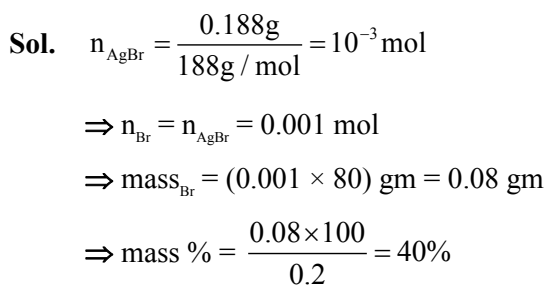 Sol. n_AgBr = 0.188g / 188g / mol = 10⁻³ mol
⇒ n_Br = n_AgBr = 0.001 mol
⇒ mass_Br = (0.001 × 80) gm = 0.08 gm
⇒ mass % = 0.08×100 / 0.2 = 40%